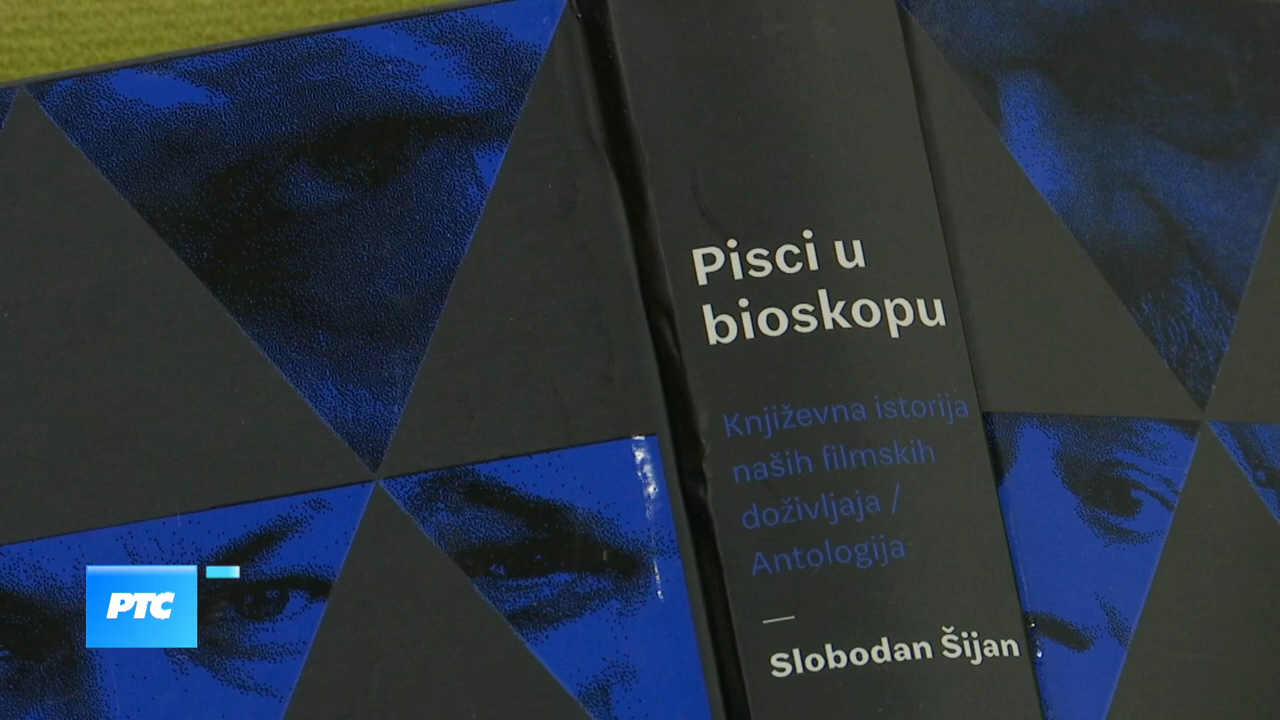 Pisci u
bioskopu
Književna istorija
naših filmskih
doživljaja /
Antologija
Slobodan Šijan
РТС